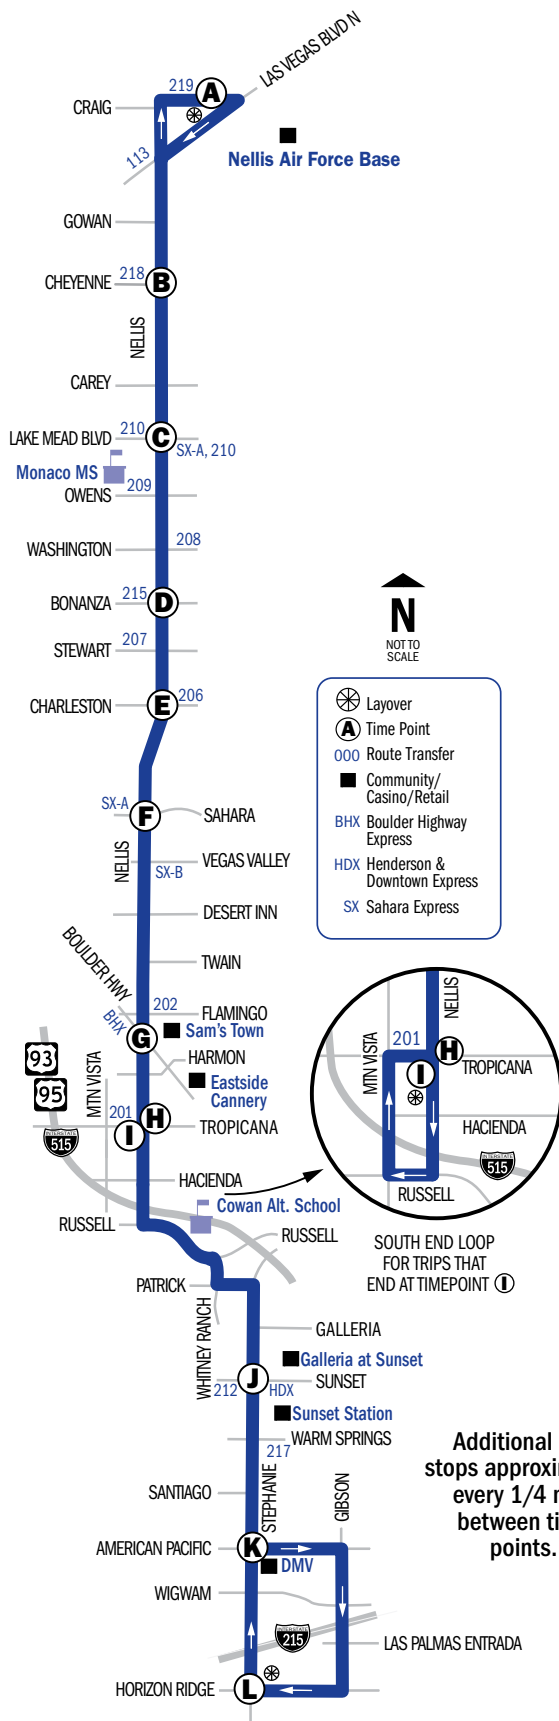 LAS VEGAS BLVD N
219
A
CRAIG
113
Nellis Air Force Base
GOWAN
218
CHEYENNE
B
NELLIS
CAREY
210
LAKE MEAD BLVD
C
SX-A, 210
Monaco MS
209
OWENS
WASHINGTON
208
215
BONANZA
D
207
STEWART
206
CHARLESTON
E
N
NOT TO
SCALE
Layover
A Time Point
000 Route Transfer
Community/
Casino/Retail
BHX Boulder Highway
Express
HDX Henderson &
Downtown Express
SX Sahara Express
SX-A
F
SAHARA
NELLIS
VEGAS VALLEY
SX-B
DESERT INN
BOULDER HWY
TWAIN
202
FLAMINGO
BHX
G
Sam's Town
HARMON
93
95
MTN VISTA
Eastside
Cannery
201
H
I
TROPICANA
INTERSTATE
515
HACIENDA
Cowan Alt. School
RUSSELL
RUSSELL
NELLIS
MTN VISTA
201
H
TROPICANA
I
HACIENDA
INTERSTATE
515
RUSSELL
SOUTH END LOOP
FOR TRIPS THAT
END AT TIMEPOINT I
PATRICK
WHITNEY RANCH
GALLERIA
Galleria at Sunset
J
SUNSET
212
HDX
Sunset Station
WARM SPRINGS
217
STEPHANIE
SANTIAGO
GIBSON
Additional
stops approxi
every 1/4
between ti
points.
AMERICAN PACIFIC
K
DMV
WIGWAM
INTERSTATE
215
LAS PALMAS ENTRADA
HORIZON RIDGE
L